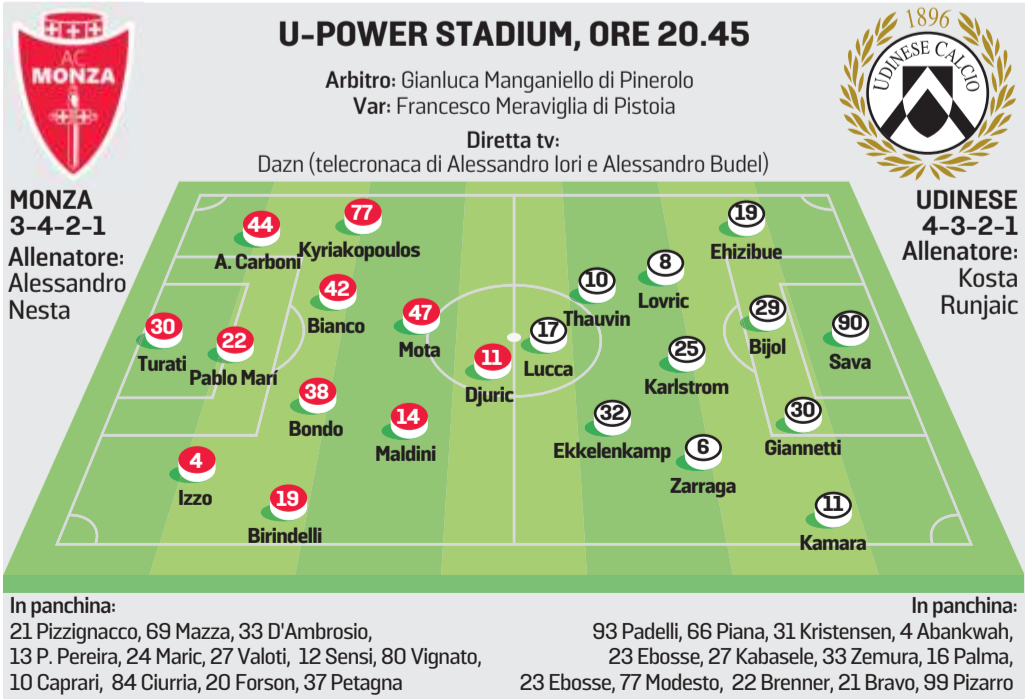 AC
MONZA
U-POWER STADIUM, ORE 20.45
Arbitro: Gianluca Manganiello di Pinerolo
Var: Francesco Meraviglia di Pistoia
Diretta tv:
Dazn (telecronaca di Alessandro Iori e Alessandro Budel)
1896
UDINESE CALCIO
MONZA
3-4-2-1
Allenatore:
Alessandro
Nesta
UDINESE
4-3-2-1
Allenatore:
Kosta
Runjaic
44
A. Carboni
77
Kyriakopoulos
42
Bianco
47
Mota
30
Turati
22
Pablo Marí
11
Djuric
38
Bondo
14
Maldini
4
Izzo
19
Birindelli
19
Ehizibue
8
Lovric
10
Thauvin
17
Lucca
29
Bijol
90
Sava
25
Karlstrom
32
Ekkelenkamp
30
Giannetti
6
Zarraga
11
Kamara
In panchina:
21 Pizzignacco, 69 Mazza, 33 D'Ambrosio,
13 P. Pereira, 24 Maric, 27 Valoti, 12 Sensi, 80 Vignato,
10 Caprari, 84 Ciurria, 20 Forson, 37 Petagna
In panchina:
93 Padelli, 66 Piana, 31 Kristensen, 4 Abankwah,
23 Ebosse, 27 Kabasele, 33 Zemura, 16 Palma,
23 Ebosse, 77 Modesto, 22 Brenner, 21 Bravo, 99 Pizarro